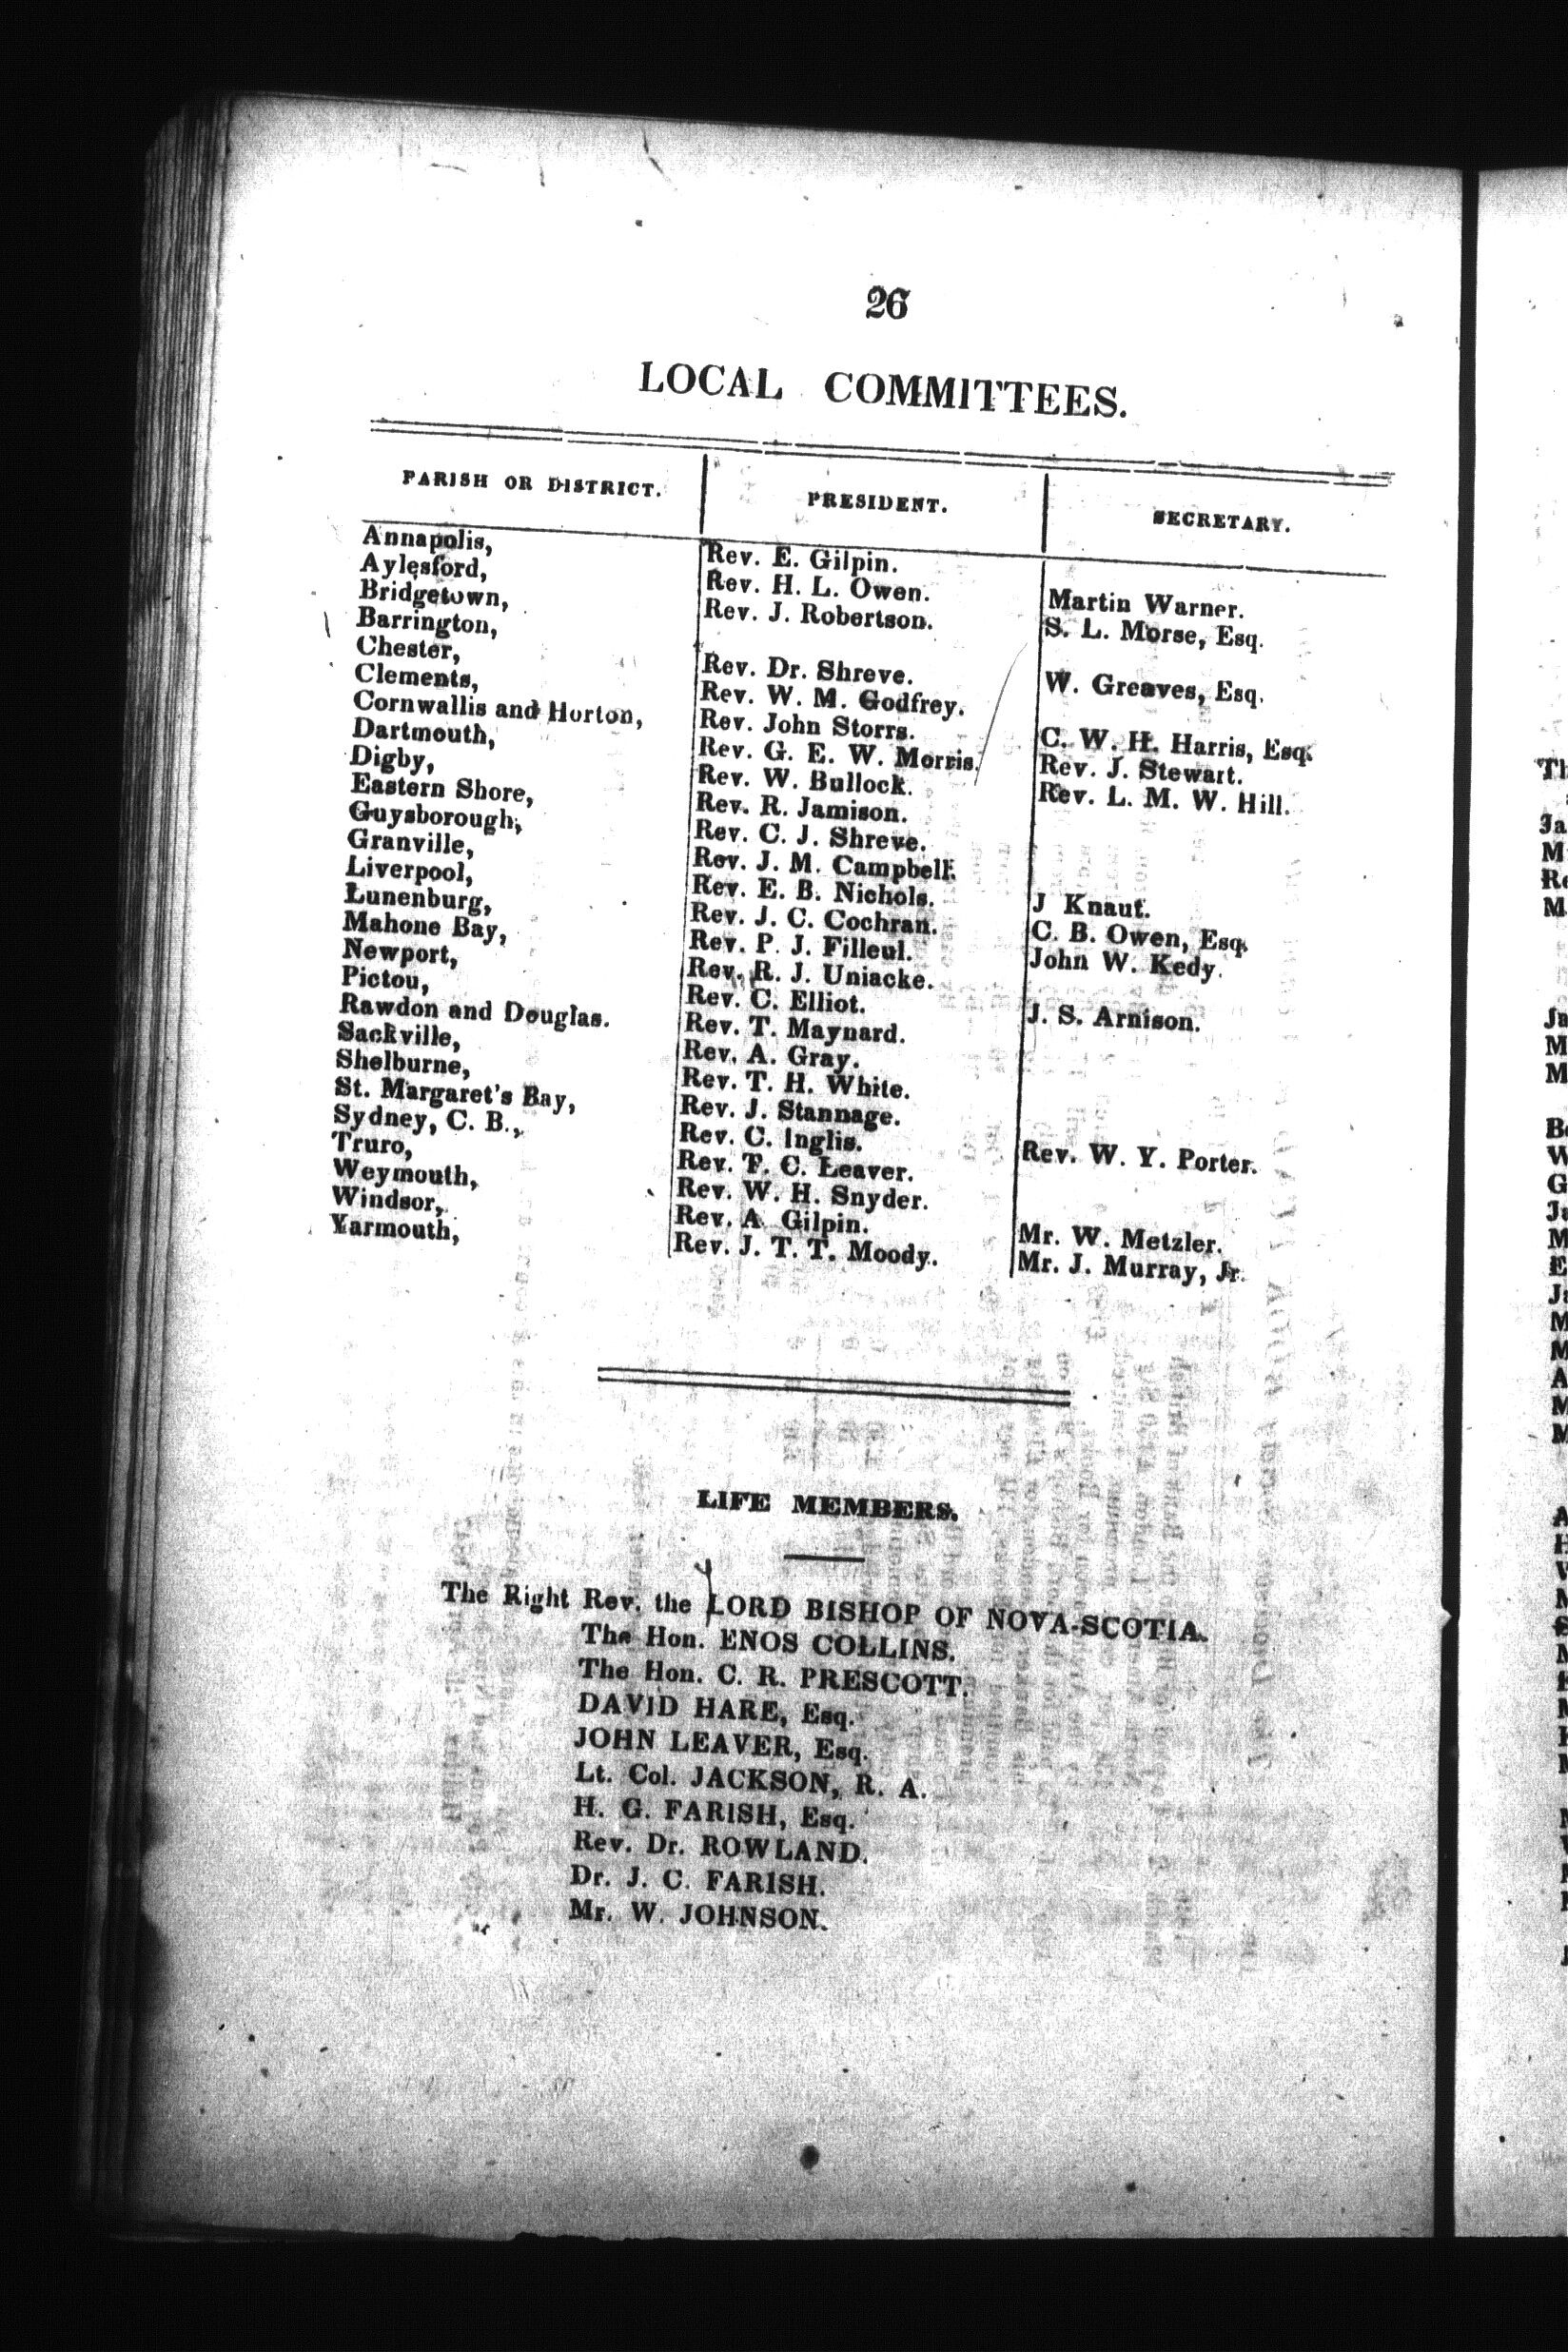 26
LOCAL COMMITTEES.
PARISH OR DISTRICT. PRESIDENT. SECRETARY.
Annapolis, Rev. E. Gilpin.
Aylesford, Rev. H. L. Owen. Martin Warner.
Bridgetown, Rev. J. Robertson. S. L. Morse, Esq.
Barrington,
Chester, Rev. Dr. Shreve. W. Greaves, Esq.
Clements, Rev. W. M. Godfrey.
Cornwallis and Horton, Rev. John Storrs. C. W. H. Harris, Esq.
Dartmouth, Rev. G. E. W. Morris. Rev. J. Stewart.
Digby, Rev. W. Bullock. Rev. L. M. W. Hill.
Eastern Shore, Rev. R. Jamison.
Guysborough, Rev. C. J. Shreve.
Granville, Rev. J. M. Campbell.
Liverpool, Rev. E. B. Nichols. J Knaut.
Lunenburg, Rev. J. C. Cochran. C. B. Owen, Esq.
Mahone Bay, Rev. P. J. Filleul. John W. Kedy.
Newport, Rev. R. J. Uniacke.
Pictou, Rev. C. Elliot. J. S. Arnison.
Rawdon and Douglas. Rev. T. Maynard.
Sackville, Rev. A. Gray.
Shelburne, Rev. T. H. White.
St. Margaret's Bay, Rev. J. Stannage.
Sydney, C. B., Rev. C. Inglis. Rev. W. Y. Porter.
Truro, Rev. T. C. Leaver.
Weymouth, Rev. W. H. Snyder.
Windsor, Rev. A. Gilpin. Mr. W. Metzler.
Yarmouth, Rev. J. T. T. Moody. Mr. J. Murray, Jr.
LIFE MEMBERS.
The Right Rev. the LORD BISHOP OF NOVA-SCOTIA.
The Hon. ENOS COLLINS.
The Hon. C. R. PRESCOTT.
DAVID HARE, Esq.
JOHN LEAVER, Esq.
Lt. Col. JACKSON, R. A.
H. G. FARISH, Esq.
Rev. Dr. ROWLAND.
Dr. J. C. FARISH.
Mr. W. JOHNSON.